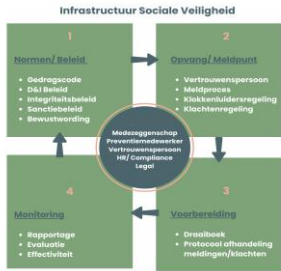 Infrastructuur Sociale Veiligheid
1
Normen/ Beleid
• Gedragscode
• D&I Beleid
• Integriteitsbeleid
• Sanctiebeleid
• Bewustwording
2
Opvang/ Meldpunt
• Vertrouwenspersoon
• Meldproces
• Klokkenluidersregeling
• Klachtenregeling
Medezeggenschap
Preventiemedewerker
Vertrouwenspersoon
HR/ Compliance
Legal
4
Monitoring
• Rapportage
• Evaluatie
• Effectiviteit
3
Voorbereiding
• Draaiboek
• Protocool afhandeling
meldingen/klachten